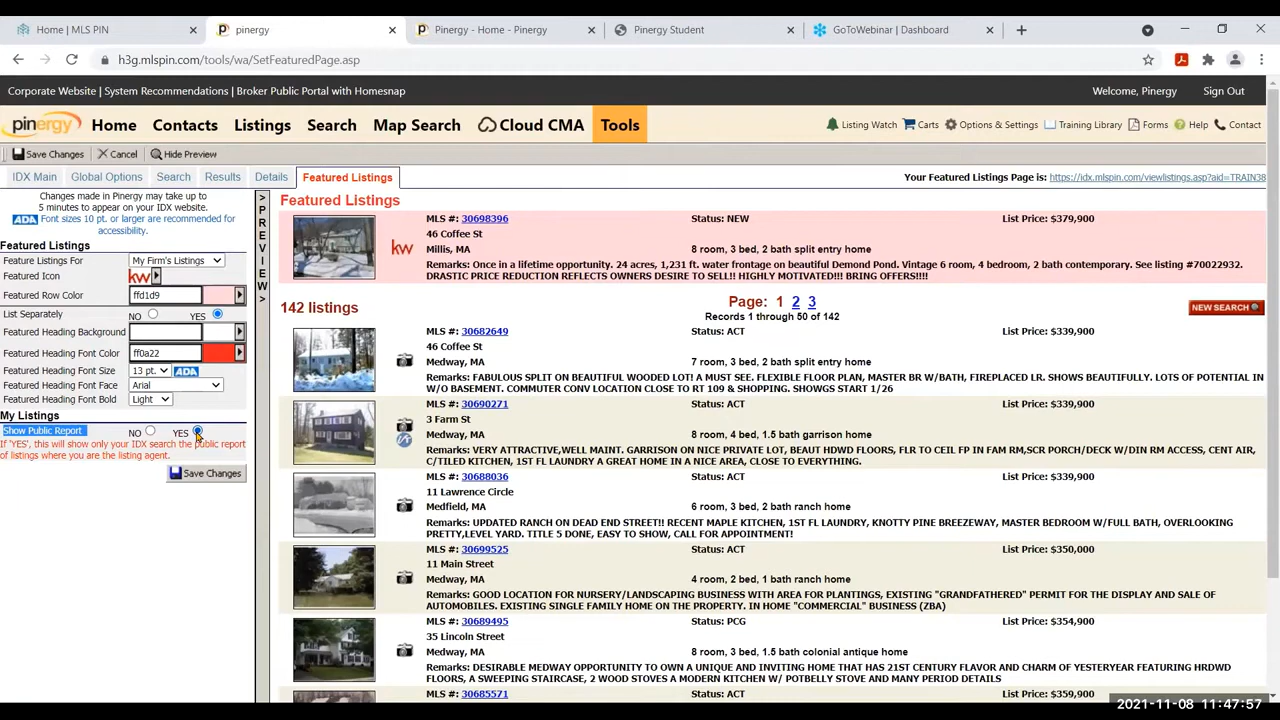 Home | MLS PIN
pinergy
Pinergy - Home - Pinergy
Pinergy Student
GoToWebinar | Dashboard
h3g.mlspin.com/tools/wa/SetFeaturedPage.asp
Corporate Website | System Recommendations | Broker Public Portal with Homesnap
Welcome, Pinergy
Sign Out
pinergy
Home
Contacts
Listings
Search
Map Search
Cloud CMA
Tools
Listing Watch
Carts
Options & Settings
Training Library
Forms
Help
Contact
Save Changes
Cancel
Hide Preview
IDX Main
Global Options
Search
Results
Details
Featured Listings
Your Featured Listings Page is: https://idx.mlspin.com/viewlistings.asp?aid=TRAIN38
Changes made in Pinergy may take up to
5 minutes to appear on your IDX website.
ADA Font sizes 10 pt. or larger are recommended for
accessibility.
Featured Listings
Feature Listings For My Firm's Listings
Featured Icon kw
Featured Row Color ffd1d9
List Separately NO YES
Featured Heading Background
Featured Heading Font Color ff0a22
Featured Heading Font Size 13 pt. ADA
Featured Heading Font Face Arial
Featured Heading Font Bold Light
My Listings
Show Public Report NO YES
If 'YES', this will show only your IDX search the public report
of listings where you are the listing agent.
Save Changes
> P R E V I E W >
Featured Listings
MLS #: 30698396 Status: NEW List Price: $379,900
46 Coffee St
kw
Millis, MA 8 room, 3 bed, 2 bath split entry home
Remarks: Once in a lifetime opportunity. 24 acres, 1,231 ft. water frontage on beautiful Demond Pond. Vintage 6 room, 4 bedroom, 2 bath contemporary. See listing #70022932.
DRASTIC PRICE REDUCTION REFLECTS OWNERS DESIRE TO SELL!! HIGHLY MOTIVATED!!! BRING OFFERS!!!!
142 listings
Page: 1 2 3
Records 1 through 50 of 142
NEW SEARCH
MLS #: 30682649 Status: ACT List Price: $339,900
46 Coffee St
Medway, MA 7 room, 3 bed, 2 bath split entry home
Remarks: FABULOUS SPLIT ON BEAUTIFUL WOODED LOT! A MUST SEE. FLEXIBLE FLOOR PLAN, MASTER BR W/BATH, FIREPLACED LR. SHOWS BEAUTIFULLY. LOTS OF POTENTIAL IN
W/O BASEMENT. COMMUTER CONV LOCATION CLOSE TO RT 109 & SHOPPING. SHOWGS START 1/26
MLS #: 30690271 Status: ACT List Price: $339,900
3 Farm St
Medway, MA 8 room, 4 bed, 1.5 bath garrison home
Remarks: VERY ATTRACTIVE,WELL MAINT. GARRISON ON NICE PRIVATE LOT, BEAUT HDWD FLOORS, FLR TO CEIL FP IN FAM RM,SCR PORCH/DECK W/DIN RM ACCESS, CENT AIR,
C/TILED KITCHEN, 1ST FL LAUNDRY A GREAT HOME IN A NICE AREA, CLOSE TO EVERYTHING.
MLS #: 30688036 Status: ACT List Price: $339,900
11 Lawrence Circle
Medfield, MA 6 room, 3 bed, 2 bath ranch home
Remarks: UPDATED RANCH ON DEAD END STREET!! RECENT MAPLE KITCHEN, 1ST FL LAUNDRY, KNOTTY PINE BREEZEWAY, MASTER BEDROOM W/FULL BATH, OVERLOOKING
PRETTY,LEVEL YARD. TITLE 5 DONE, EASY TO SHOW, CALL FOR APPOINTMENT!
MLS #: 30699525 Status: ACT List Price: $350,000
11 Main Street
Medway, MA 4 room, 2 bed, 1 bath ranch home
Remarks: GOOD LOCATION FOR NURSERY/LANDSCAPING BUSINESS WITH AREA FOR PLANTINGS, EXISTING "GRANDFATHERED" PERMIT FOR THE DISPLAY AND SALE OF
AUTOMOBILES. EXISTING SINGLE FAMILY HOME ON THE PROPERTY. IN HOME "COMMERCIAL" BUSINESS (ZBA)
MLS #: 30689495 Status: PCG List Price: $354,900
35 Lincoln Street
Medway, MA 8 room, 3 bed, 1.5 bath colonial antique home
Remarks: DESIRABLE MEDWAY OPPORTUNITY TO OWN A UNIQUE AND INVITING HOME THAT HAS 21ST CENTURY FLAVOR AND CHARM OF YESTERYEAR FEATURING HRDWD
FLOORS, A SWEEPING STAIRCASE, 2 WOOD STOVES A MODERN KITCHEN W/ POTBELLY STOVE AND MANY PERIOD DETAILS
MLS #: 30685571 Status: ACT List Price: $359,900
2021-11-08 11:47:57